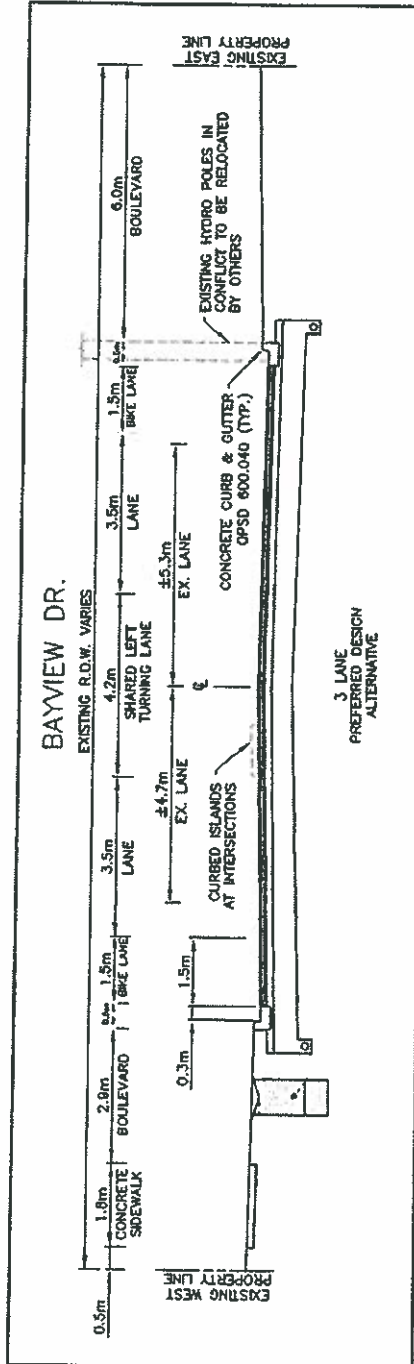 BAYVIEW DR.
EXISTING R.O.W. VARIES
0.5m
1.8m
CONCRETE
SIDEWALK
2.9m
BOULEVARD
1.5m
BIKE LANE
3.5m
LANE
4.2m
SHARED LEFT
TURNING LANE
3.5m
LANE
1.5m
BIKE LANE
6.0m
BOULEVARD
±4.7m
EX. LANE
±5.3m
EX. LANE
EXISTING WEST
PROPERTY LINE
0.3m
1.5m
CURBED ISLANDS
AT INTERSECTIONS
CONCRETE CURB & GUTTER
OPSD 600.040 (TYP.)
EXISTING HYDRO POLES IN
CONFLICT TO BE RELOCATED
BY OTHERS
EXISTING EAST
PROPERTY LINE
3 LANE
PREFERRED DESIGN
ALTERNATIVE